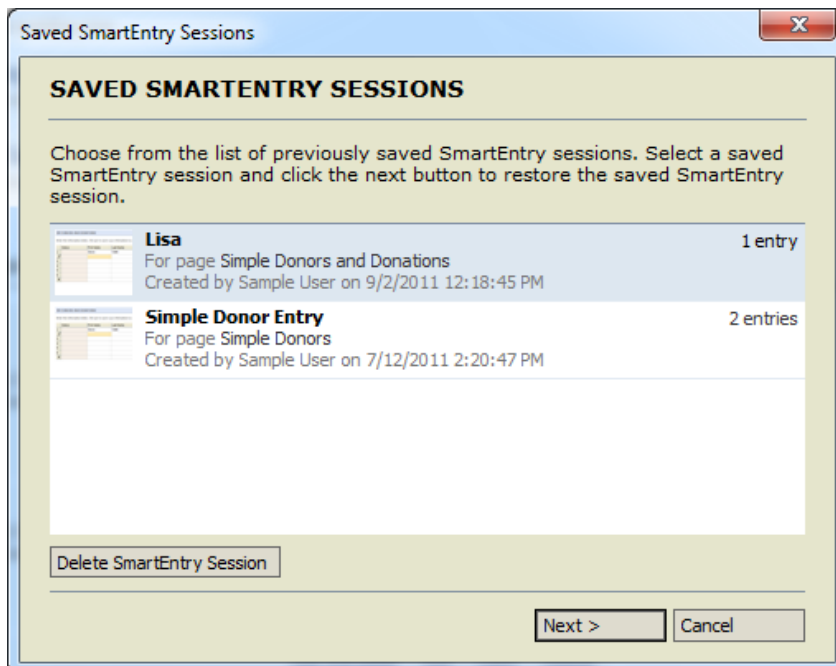 Saved SmartEntry Sessions
SAVED SMARTENTRY SESSIONS
Choose from the list of previously saved SmartEntry sessions. Select a saved
SmartEntry session and click the next button to restore the saved SmartEntry
session.
Lisa 1 entry
For page Simple Donors and Donations
Created by Sample User on 9/2/2011 12:18:45 PM
Simple Donor Entry 2 entries
For page Simple Donors
Created by Sample User on 7/12/2011 2:20:47 PM
Delete SmartEntry Session
Next > Cancel